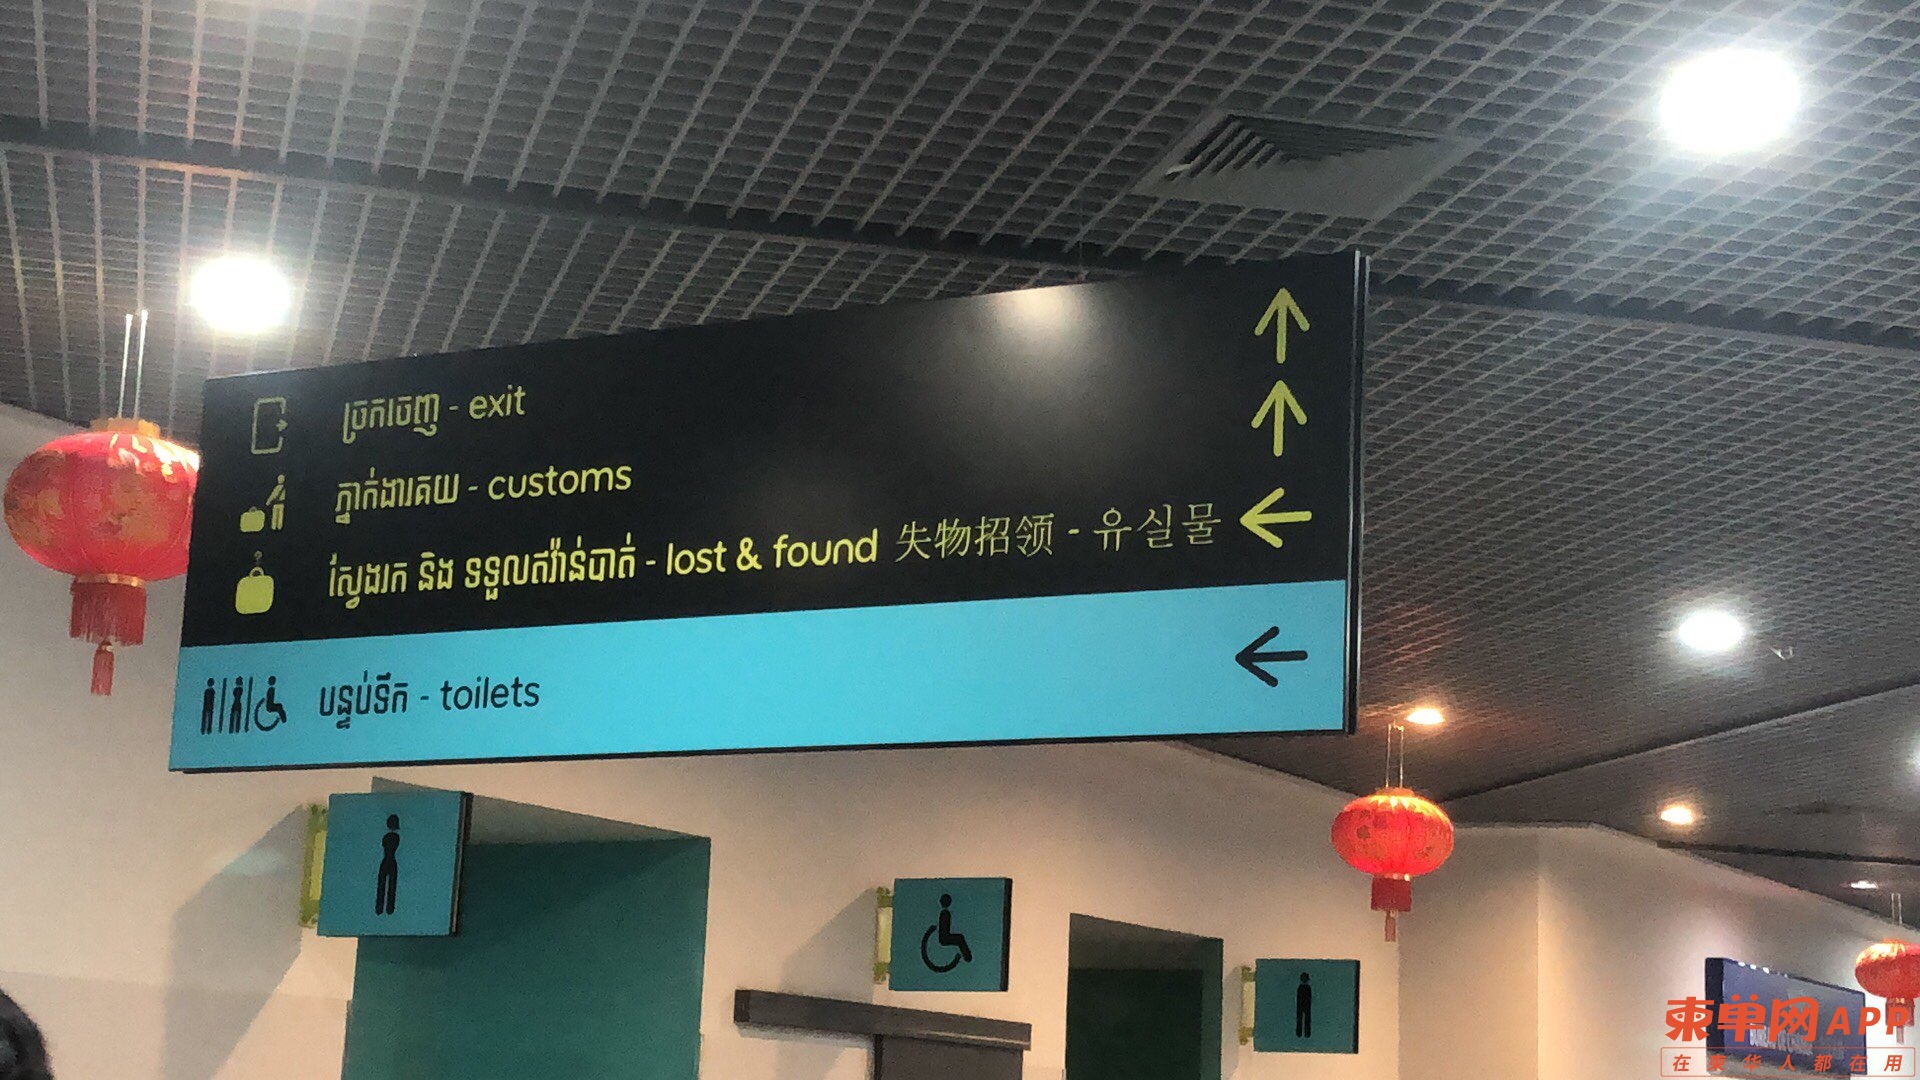 ច្រកចេញ - exit
ភ្នាក់ងារគយ - customs
ស្វែងរក និង ទទួលឥវ៉ាន់បាត់ - lost & found 失物招领 - 유실물
បន្ទប់ទឹក - toilets
柬单网APP
在柬华人都在用